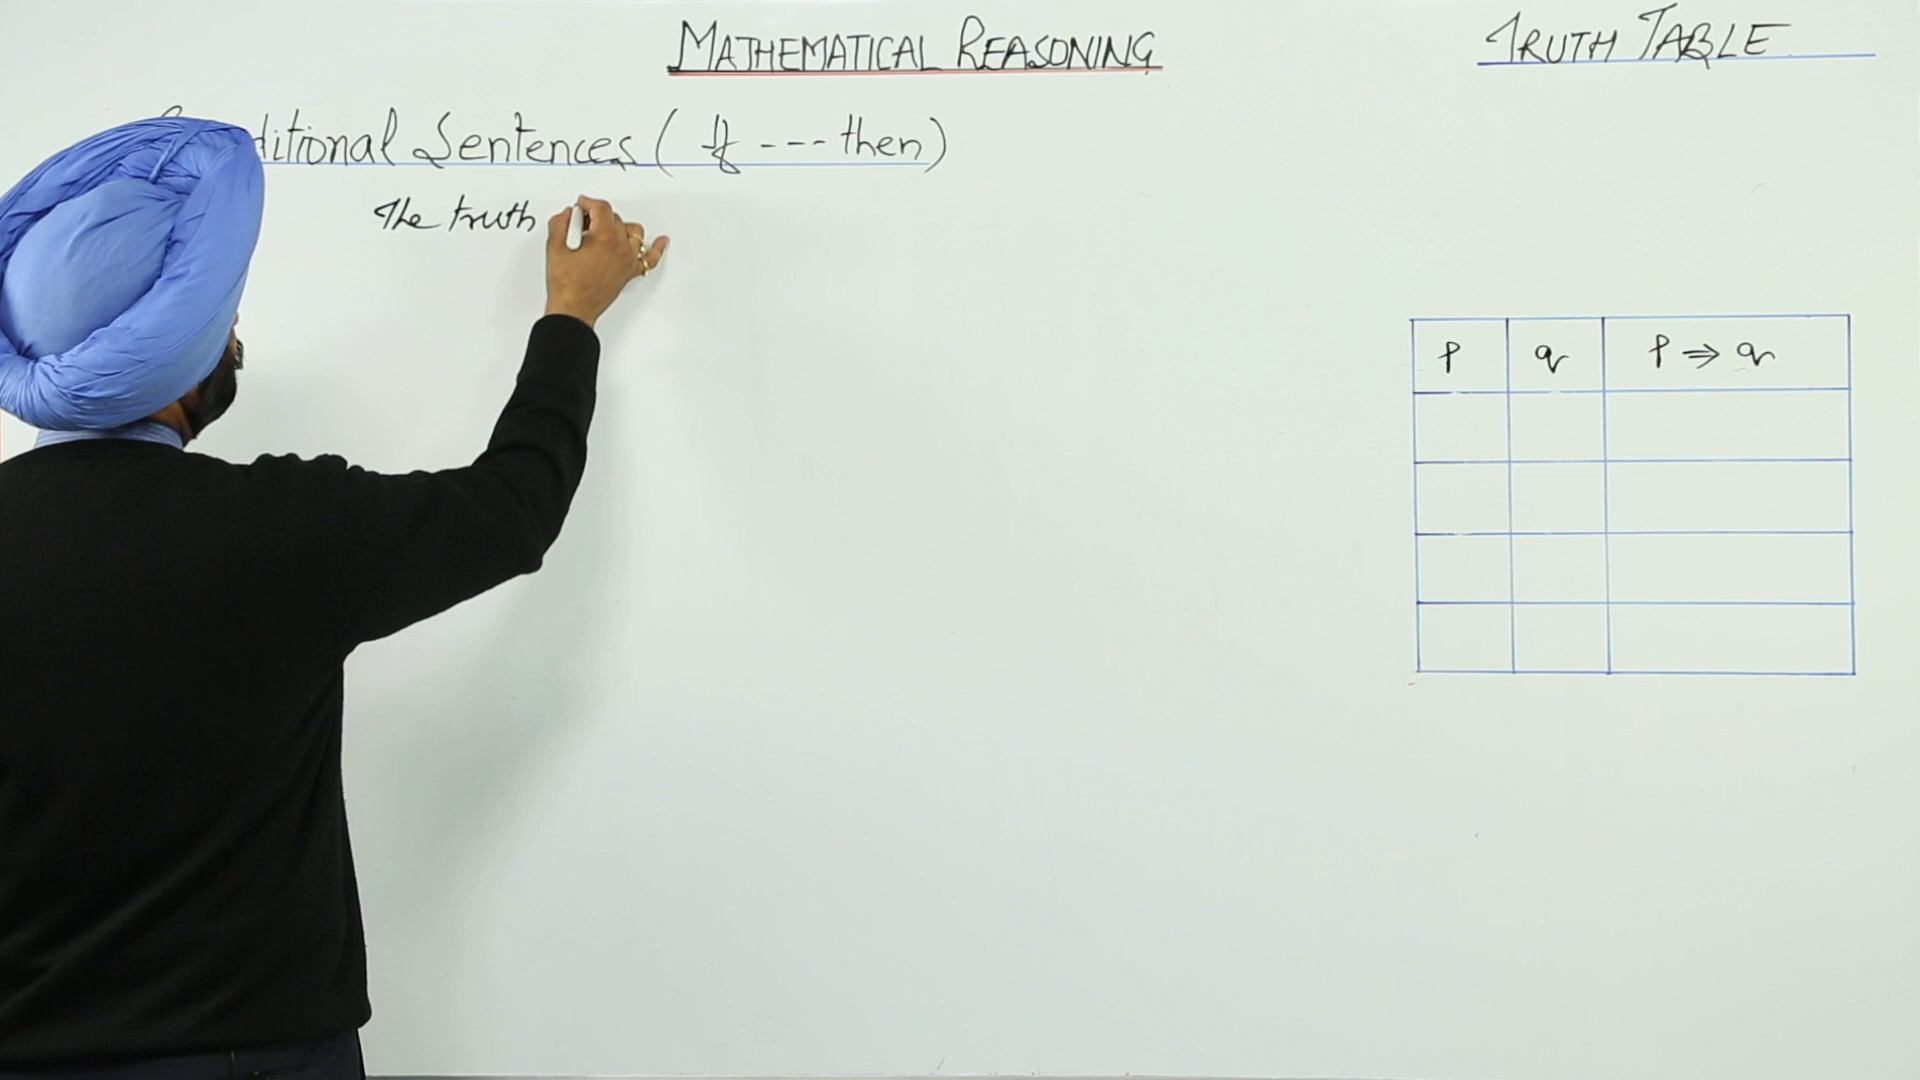 MATHEMATICAL REASONING
TRUTH TABLE
ditional Sentences ( If --- then )
The truth
p q p ⇒ q